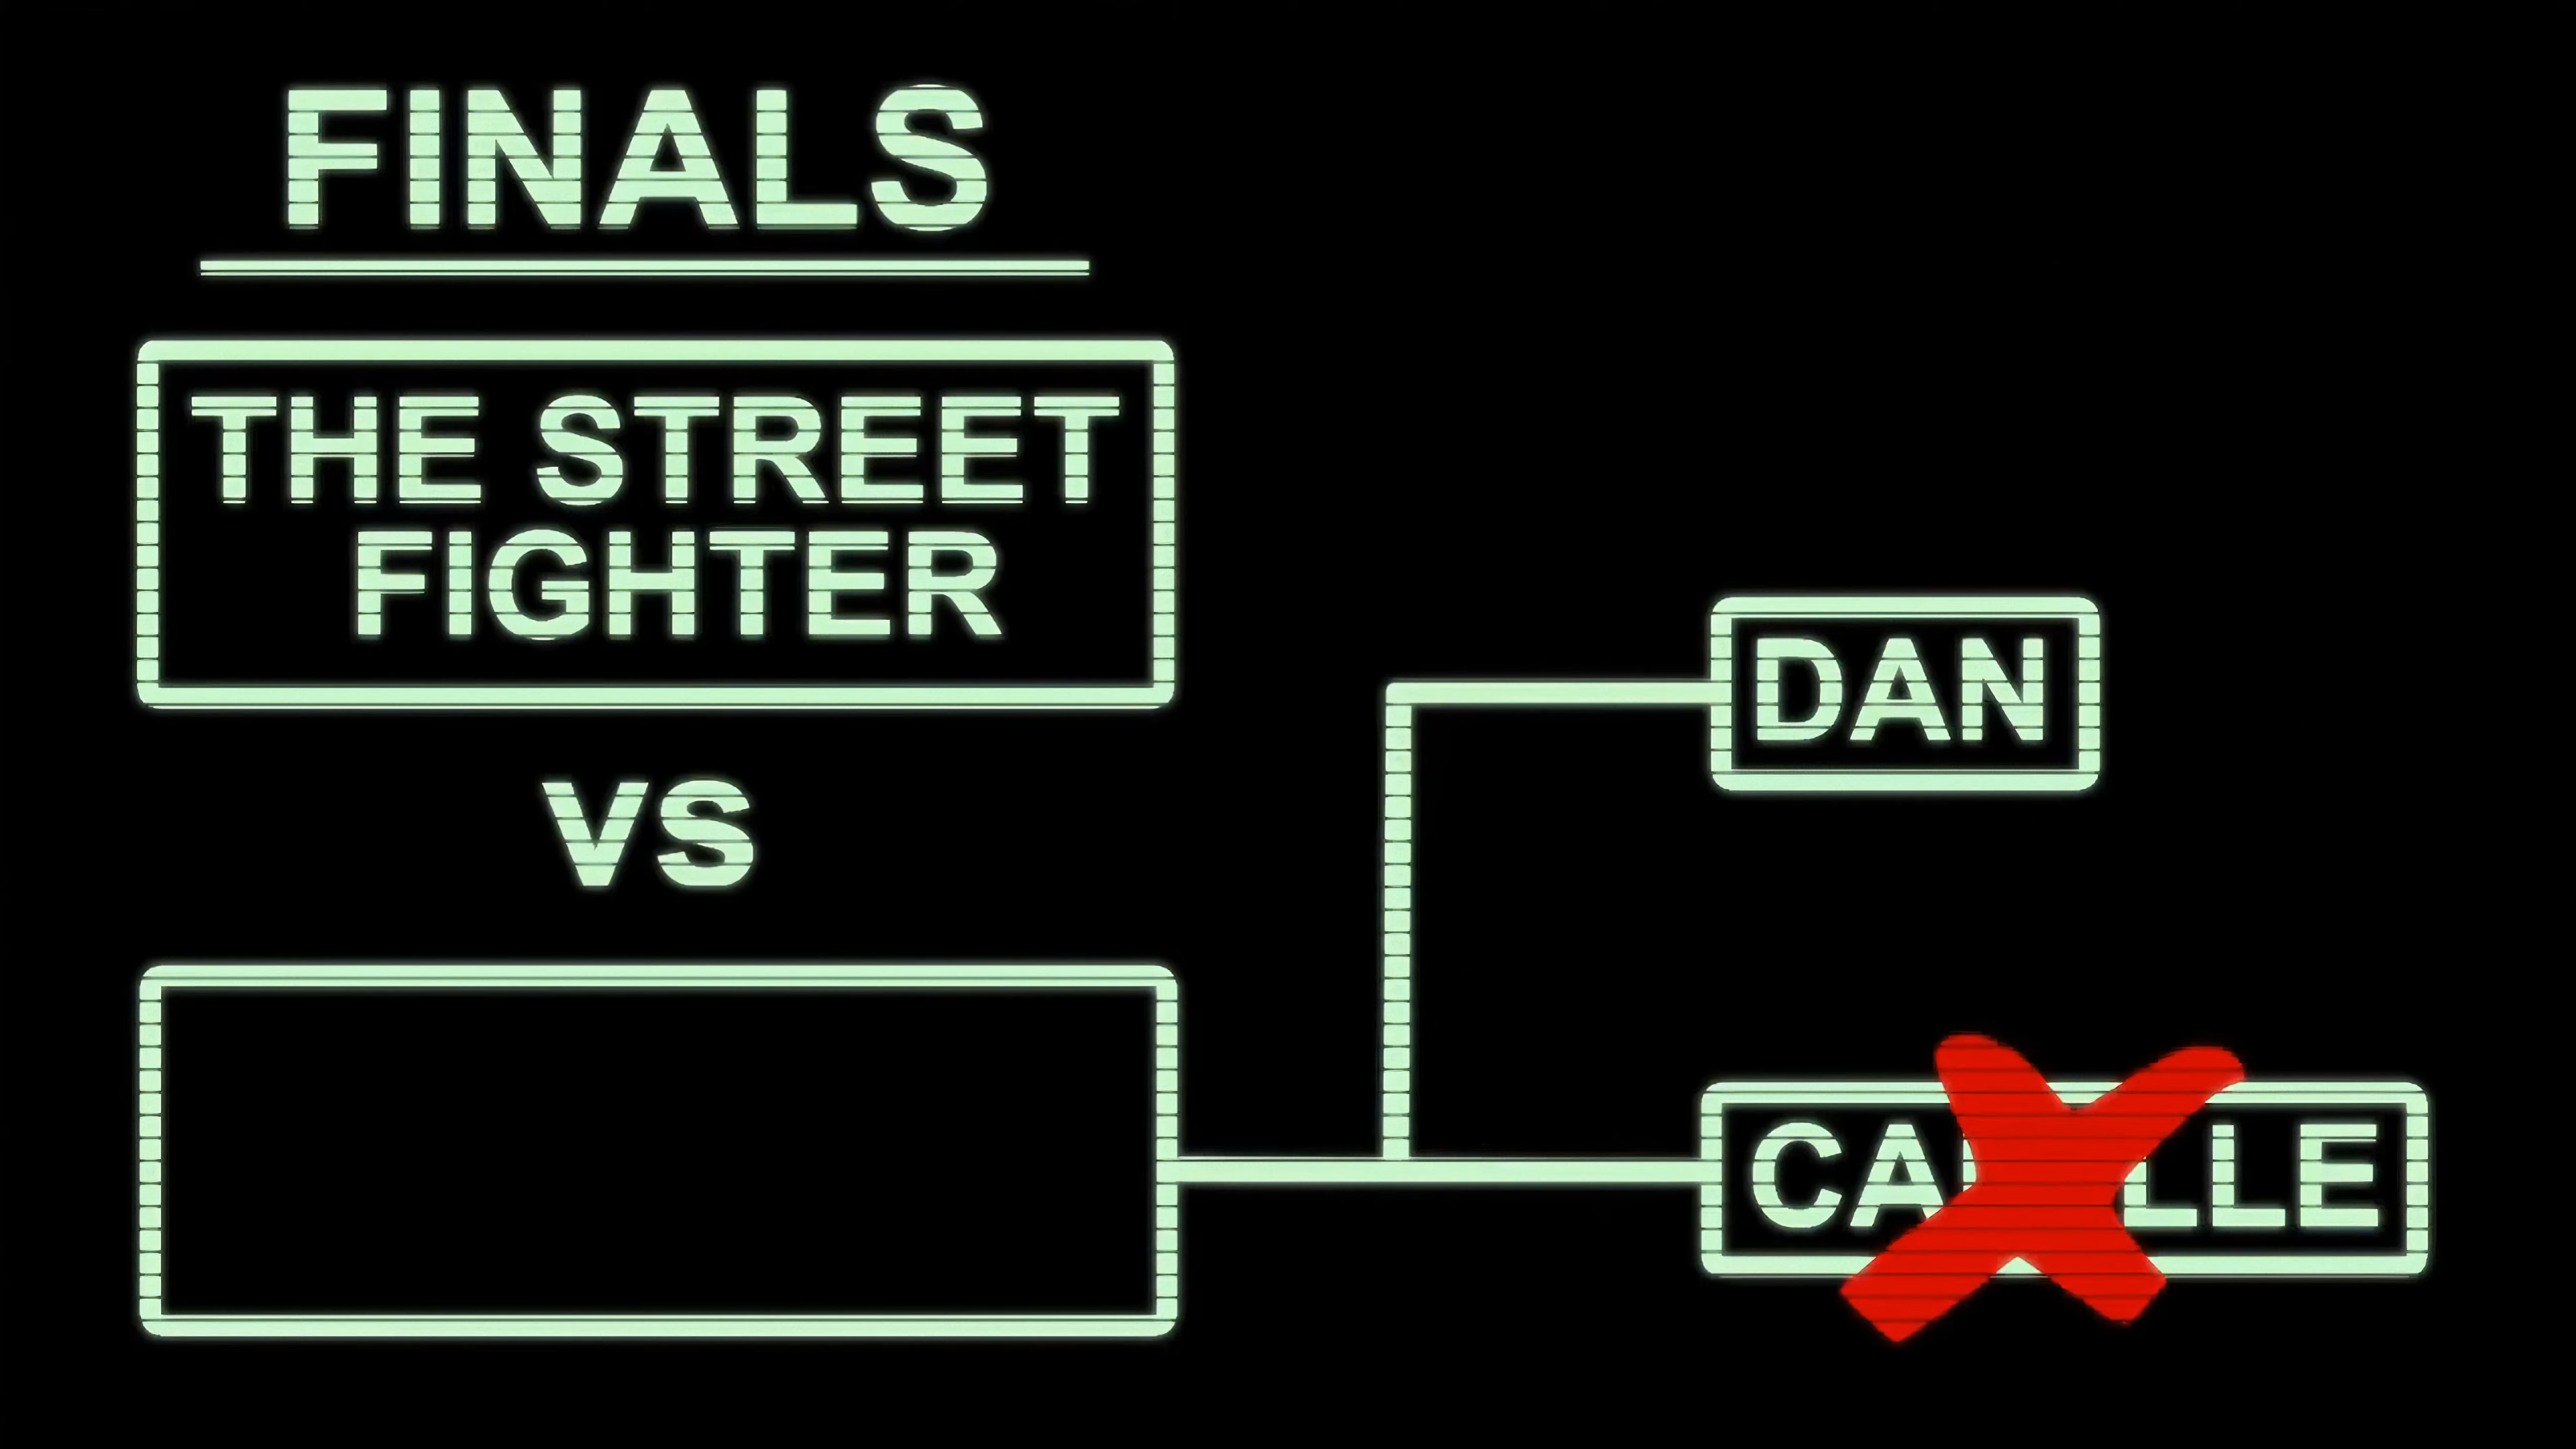 FINALS
THE STREET
FIGHTER
VS
DAN